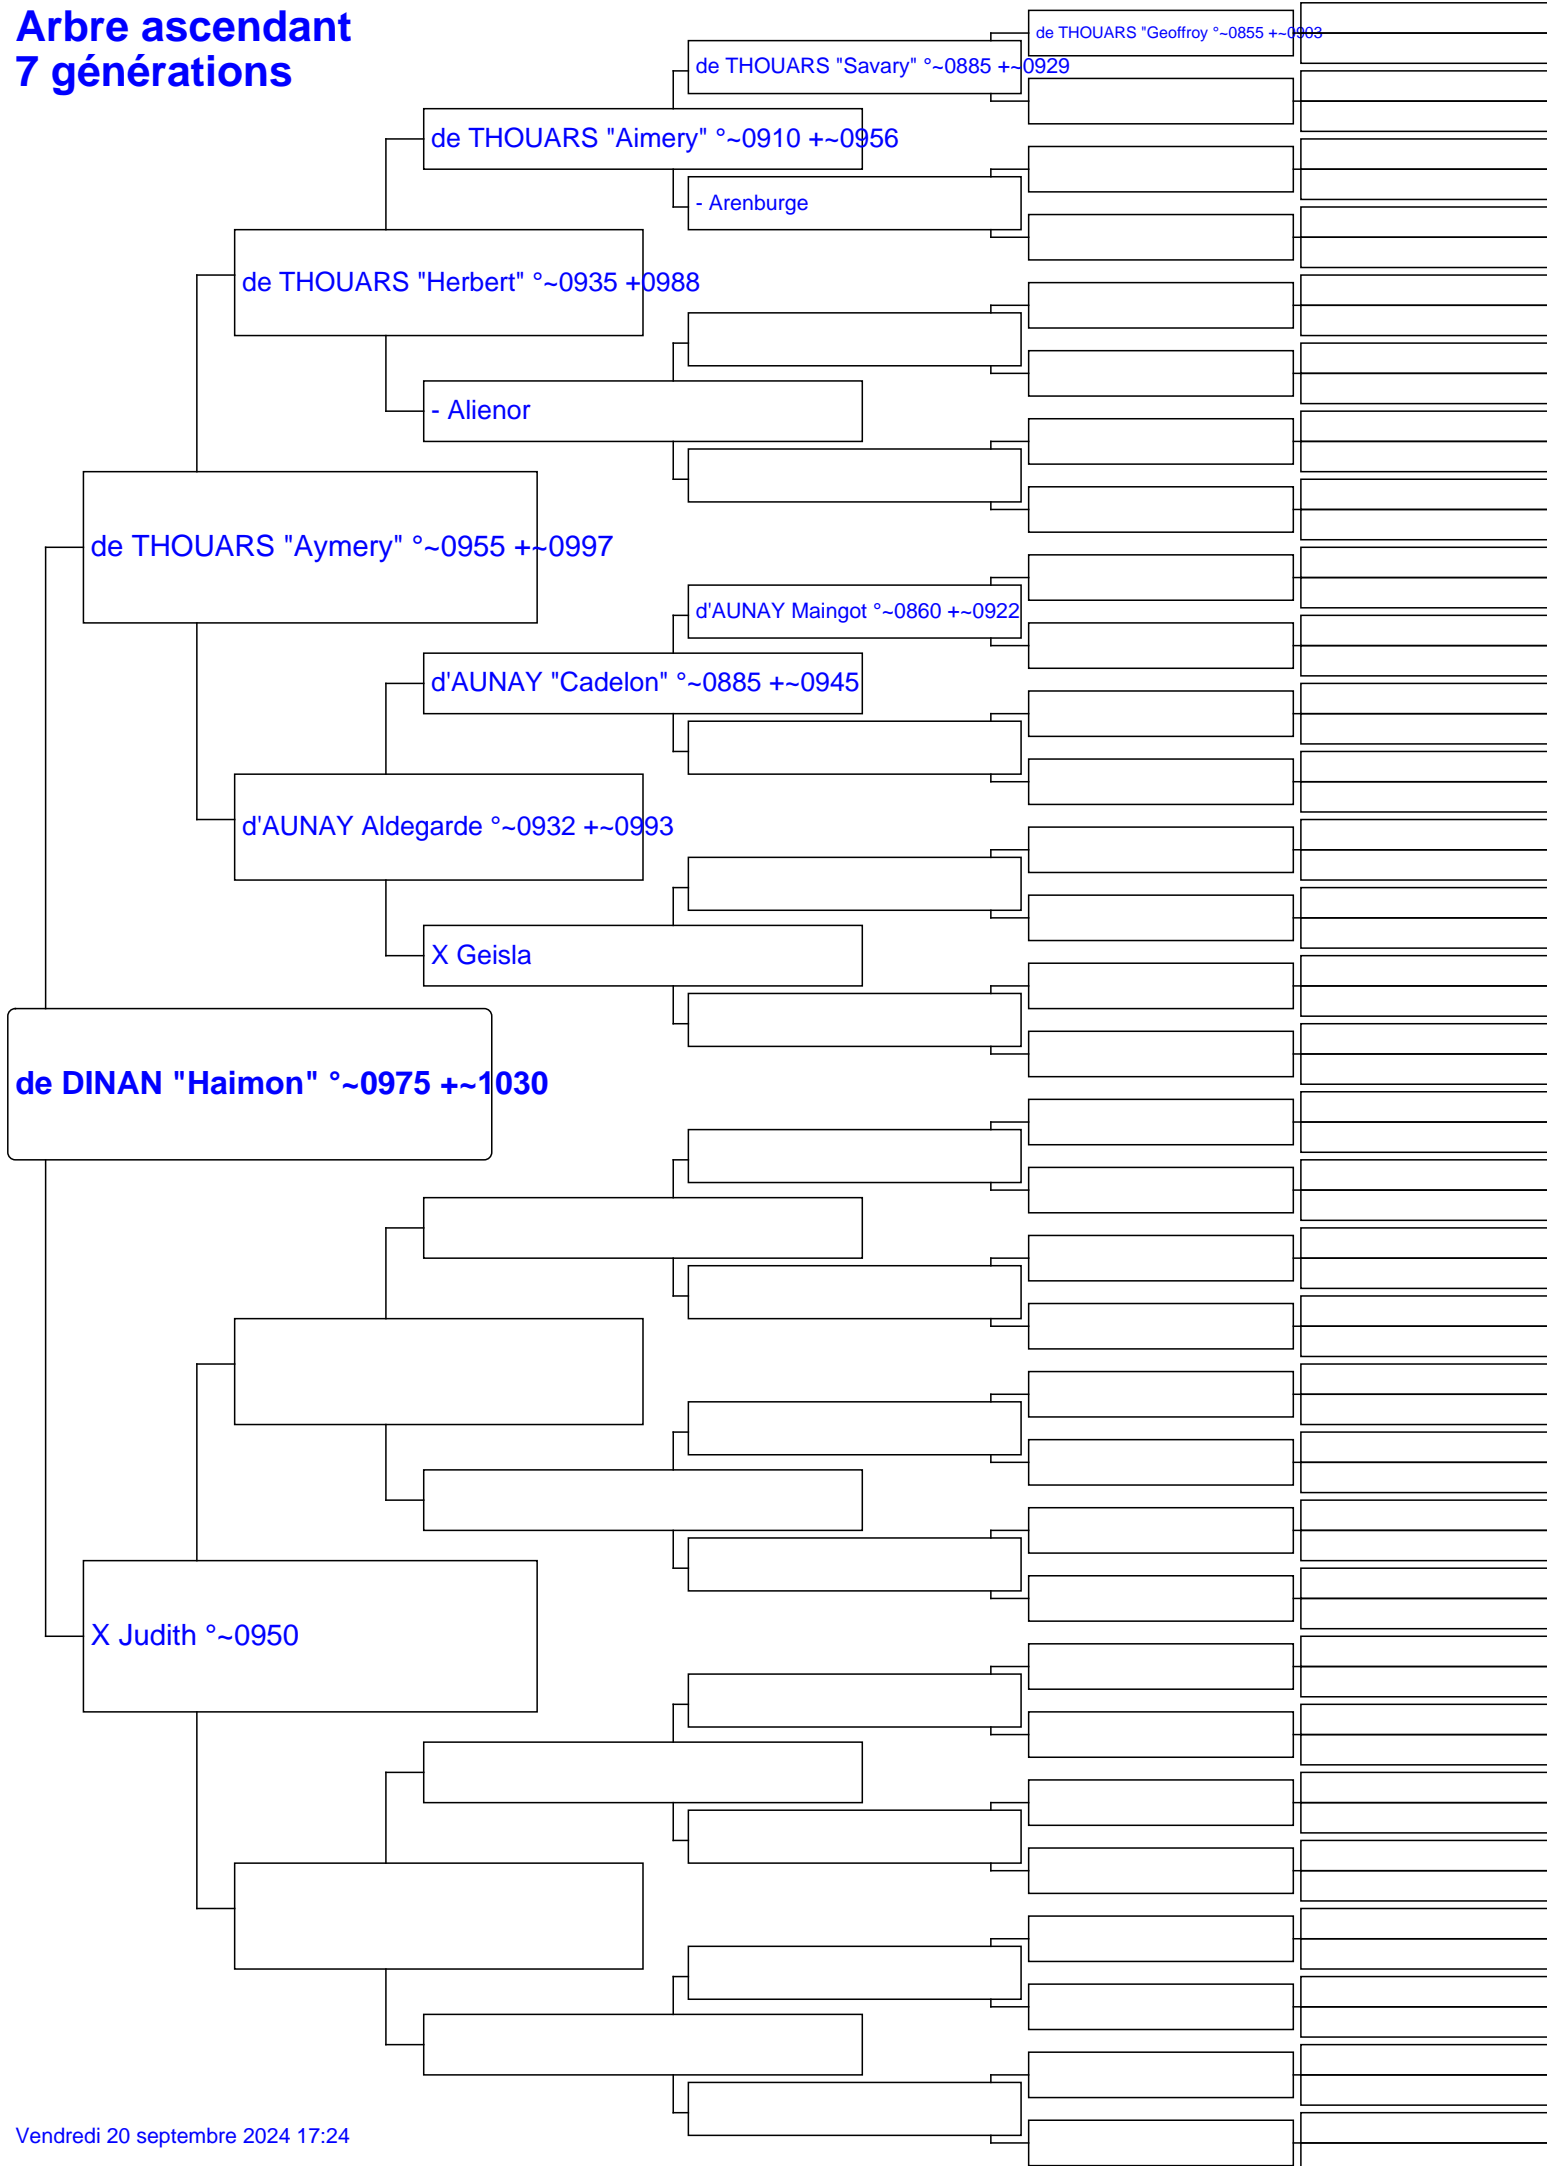 Arbre ascendant
7 générations
de THOUARS "Geoffroy °~0855 +~0903
de THOUARS "Savary" °~0885 +~0929
de THOUARS "Aimery" °~0910 +~0956
- Arenburge
de THOUARS "Herbert" °~0935 +0988
- Alienor
de THOUARS "Aymery" °~0955 +~0997
d'AUNAY Maingot °~0860 +~0922
d'AUNAY "Cadelon" °~0885 +~0945
d'AUNAY Aldegarde °~0932 +~0993
X Geisla
de DINAN "Haimon" °~0975 +~1030
X Judith °~0950
Vendredi 20 septembre 2024 17:24